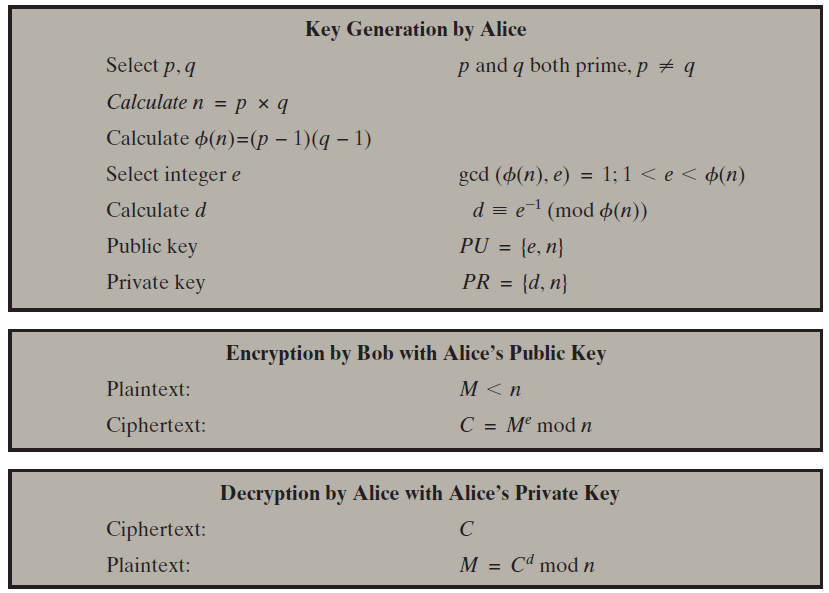 Key Generation by Alice
Select p, q p and q both prime, p ≠ q
Calculate n = p × q
Calculate ϕ(n)=(p − 1)(q − 1)
Select integer e gcd (ϕ(n), e) = 1; 1 < e < ϕ(n)
Calculate d d ≡ e⁻¹ (mod ϕ(n))
Public key PU = {e, n}
Private key PR = {d, n}
Encryption by Bob with Alice's Public Key
Plaintext: M < n
Ciphertext: C = Mᵉ mod n
Decryption by Alice with Alice's Private Key
Ciphertext: C
Plaintext: M = Cᵈ mod n